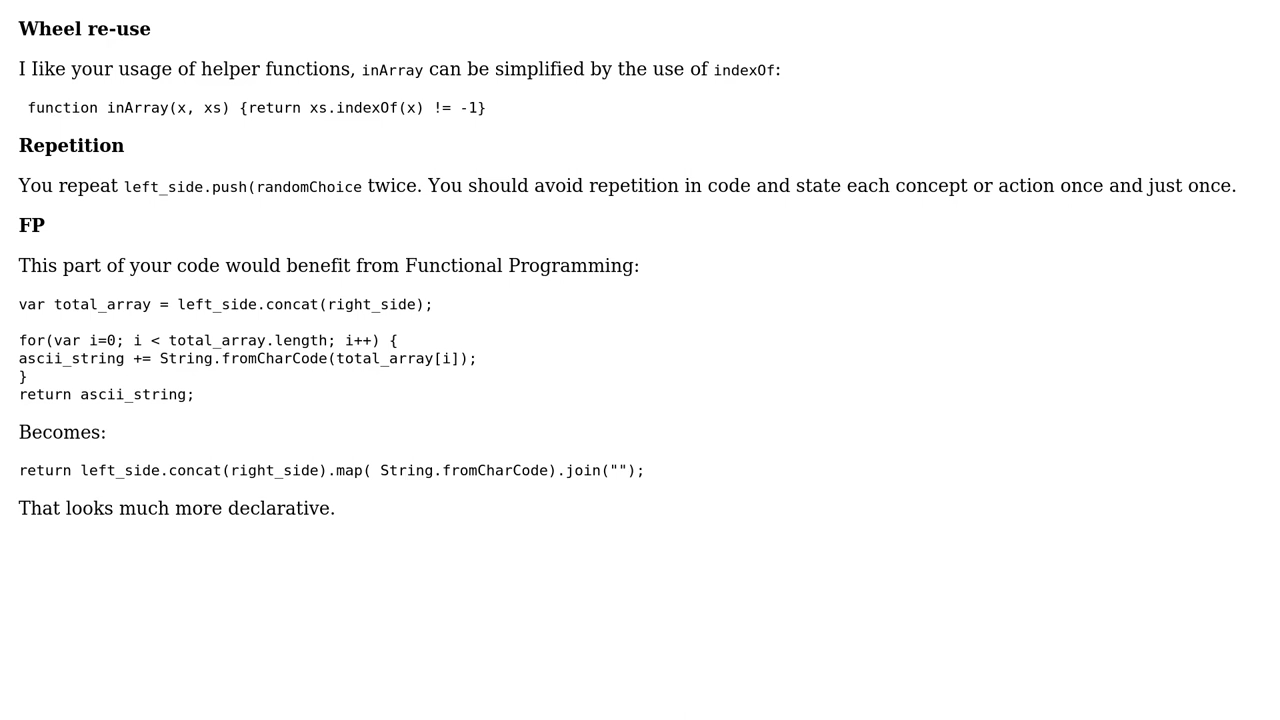 Wheel re-use
I Iike your usage of helper functions, inArray can be simplified by the use of indexOf:
function inArray(x, xs) {return xs.indexOf(x) != -1}
Repetition
You repeat left_side.push(randomChoice twice. You should avoid repetition in code and state each concept or action once and just once.
FP
This part of your code would benefit from Functional Programming:
var total_array = left_side.concat(right_side);
for(var i=0; i < total_array.length; i++) {
ascii_string += String.fromCharCode(total_array[i]);
}
return ascii_string;
Becomes:
return left_side.concat(right_side).map( String.fromCharCode).join("");
That looks much more declarative.